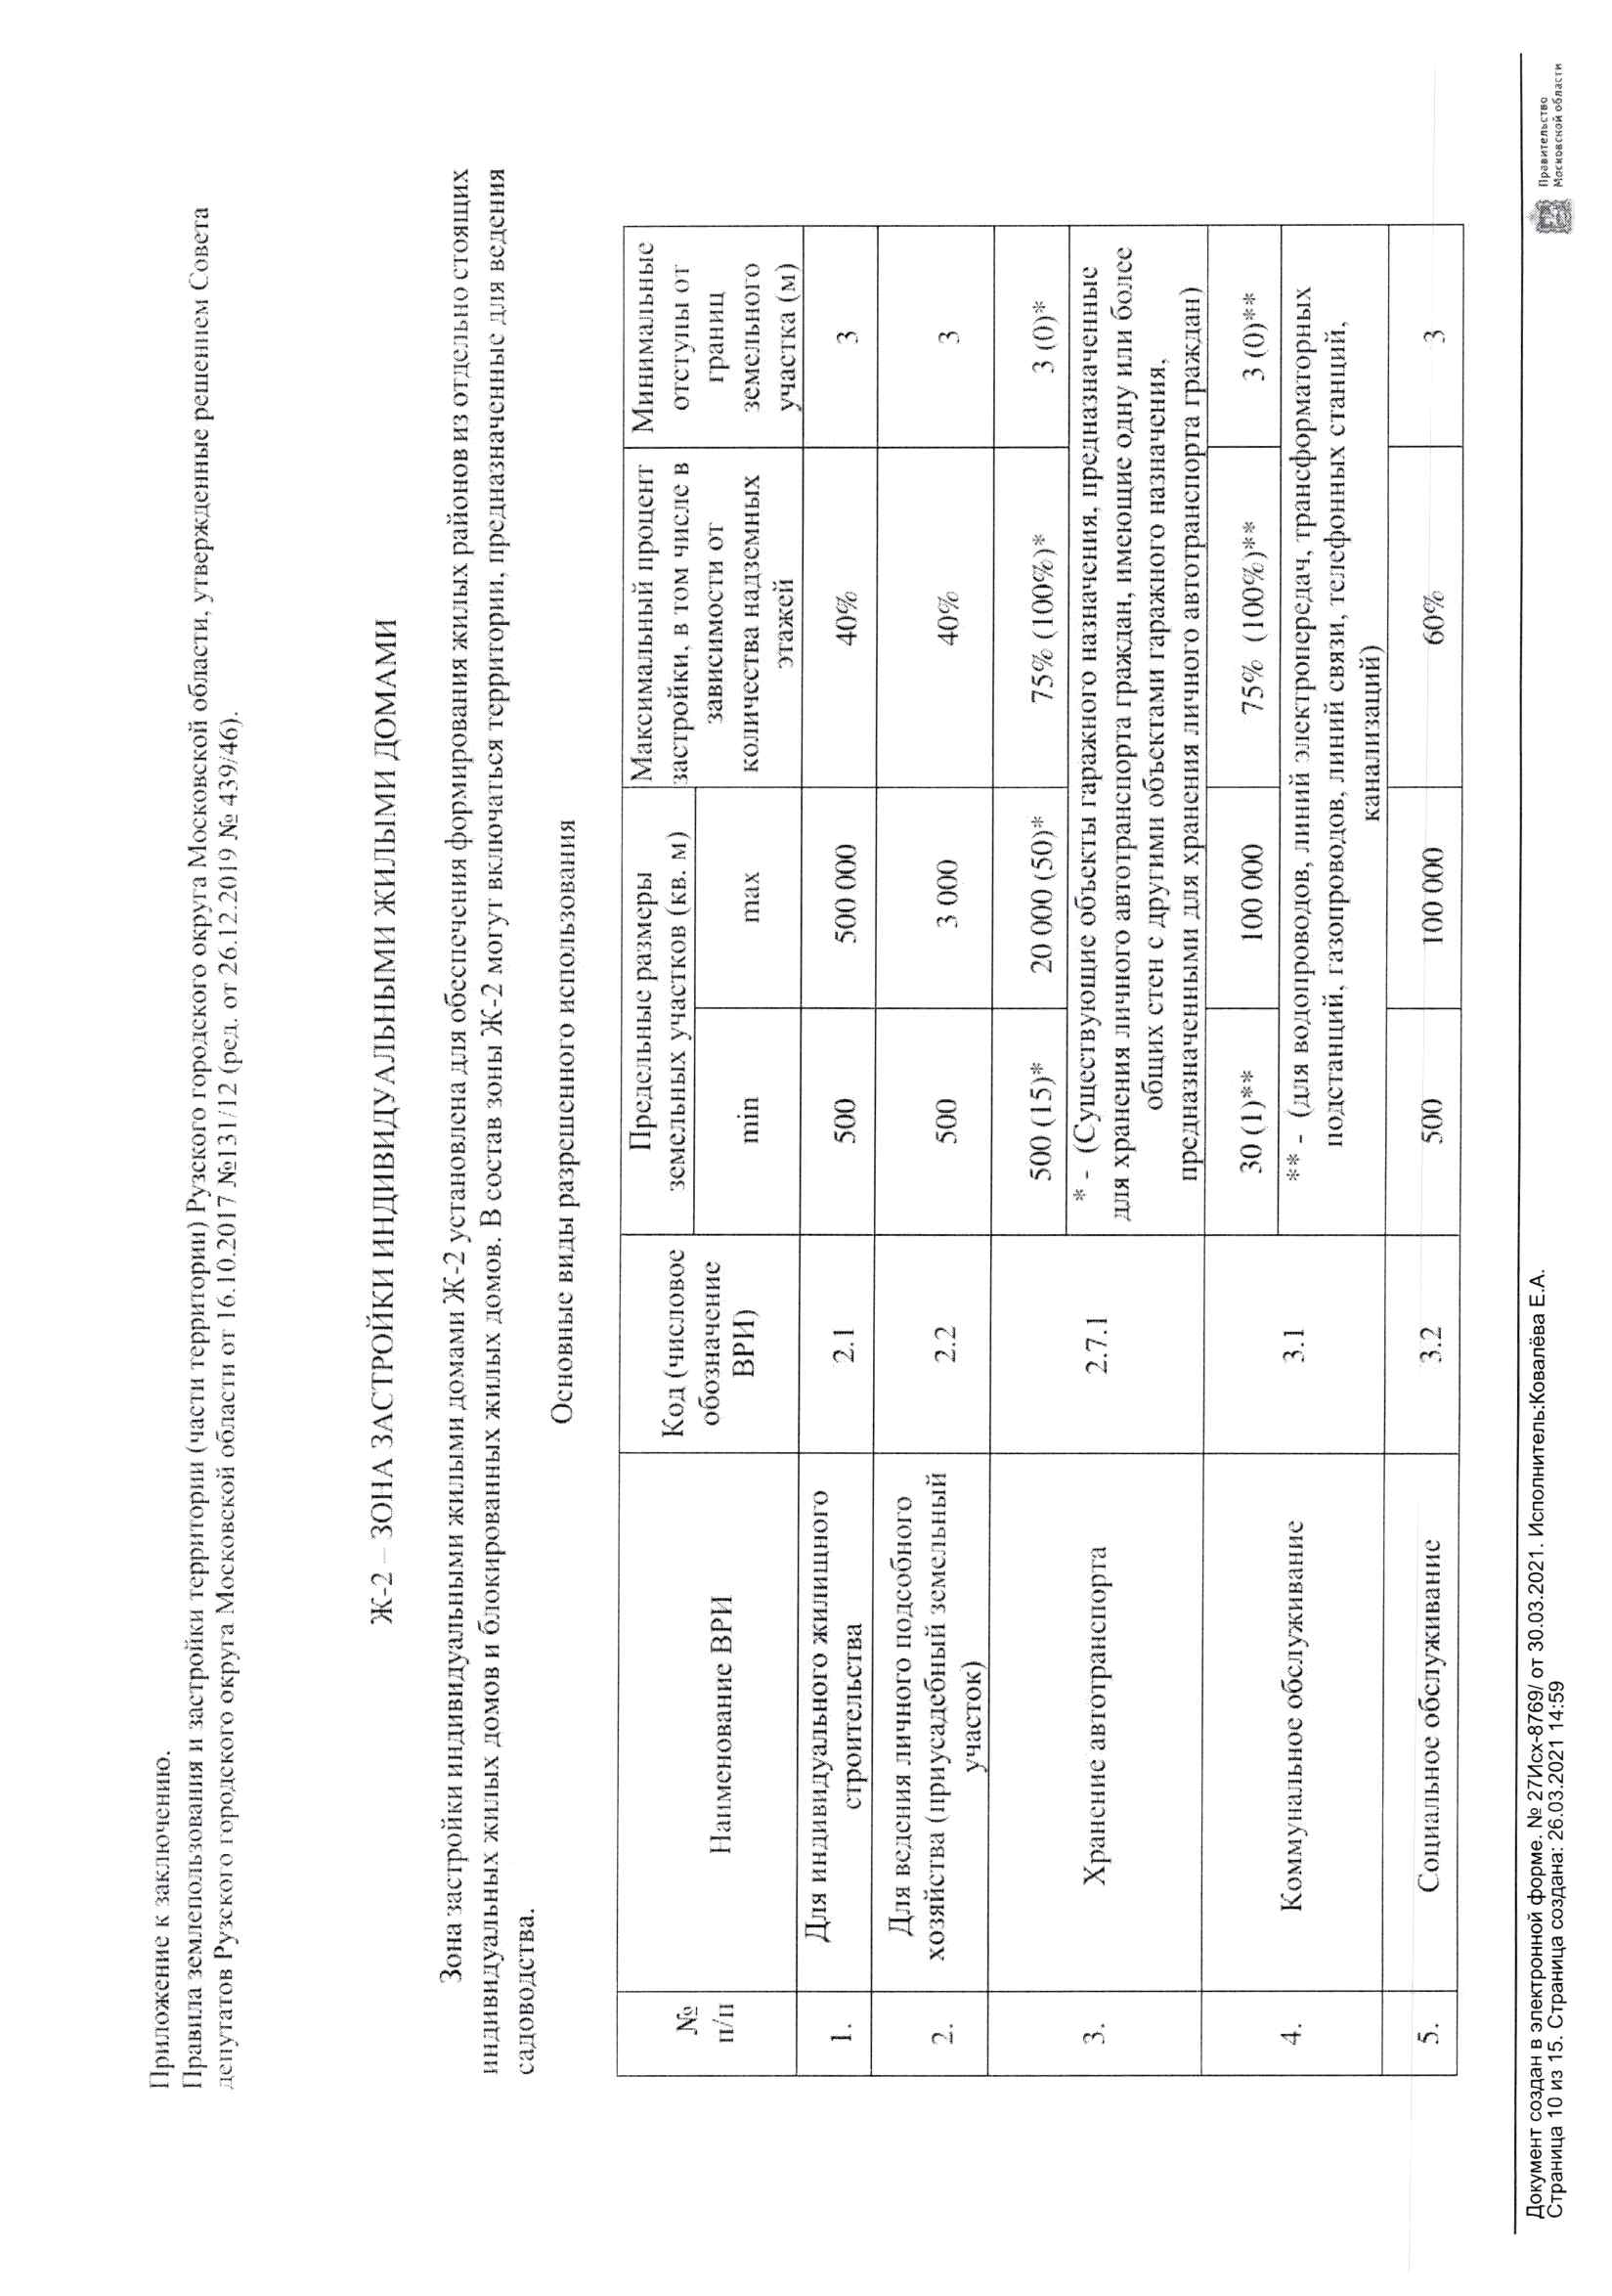 Приложение к заключению.
Правила землепользования и застройки территории (части территории) Рузского городского округа Московской области, утвержденные решением Совета
депутатов Рузского городского округа Московской области от 16.10.2017 №131/12 (ред. от 26.12.2019 № 439/46).
Ж-2 – ЗОНА ЗАСТРОЙКИ ИНДИВИДУАЛЬНЫМИ ЖИЛЫМИ ДОМАМИ
Зона застройки индивидуальными жилыми домами Ж-2 установлена для обеспечения формирования жилых районов из отдельно стоящих
индивидуальных жилых домов и блокированных жилых домов. В состав зоны Ж-2 могут включаться территории, предназначенные для ведения
садоводства.
Основные виды разрешенного использования
№
п/п
Наименование ВРИ
Код (числовое
обозначение
ВРИ)
Предельные размеры
земельных участков (кв. м)
min
max
Максимальный процент
застройки, в том числе в
зависимости от
количества надземных
этажей
Минимальные
отступы от
границ
земельного
участка (м)
1.
Для индивидуального жилищного
строительства
2.1
500
500 000
40%
3
2.
Для ведения личного подсобного
хозяйства (приусадебный земельный
участок)
2.2
500
3 000
40%
3
3.
Хранение автотранспорта
2.7.1
500 (15)*
20 000 (50)*
75% (100%)*
3 (0)*
* - (Существующие объекты гаражного назначения, предназначенные
для хранения личного автотранспорта граждан, имеющие одну или более
общих стен с другими объектами гаражного назначения,
предназначенными для хранения личного автотранспорта граждан)
4.
Коммунальное обслуживание
3.1
30 (1)**
100 000
75% (100%)**
3 (0)**
** - (для водопроводов, линий электропередач, трансформаторных
подстанций, газопроводов, линий связи, телефонных станций,
канализаций)
5.
Социальное обслуживание
3.2
500
100 000
60%
3
Документ создан в электронной форме. № 27Исх-8769/ от 30.03.2021. Исполнитель:Ковалёва Е.А.
Страница 10 из 15. Страница создана: 26.03.2021 14:59
Правительство
Московской области